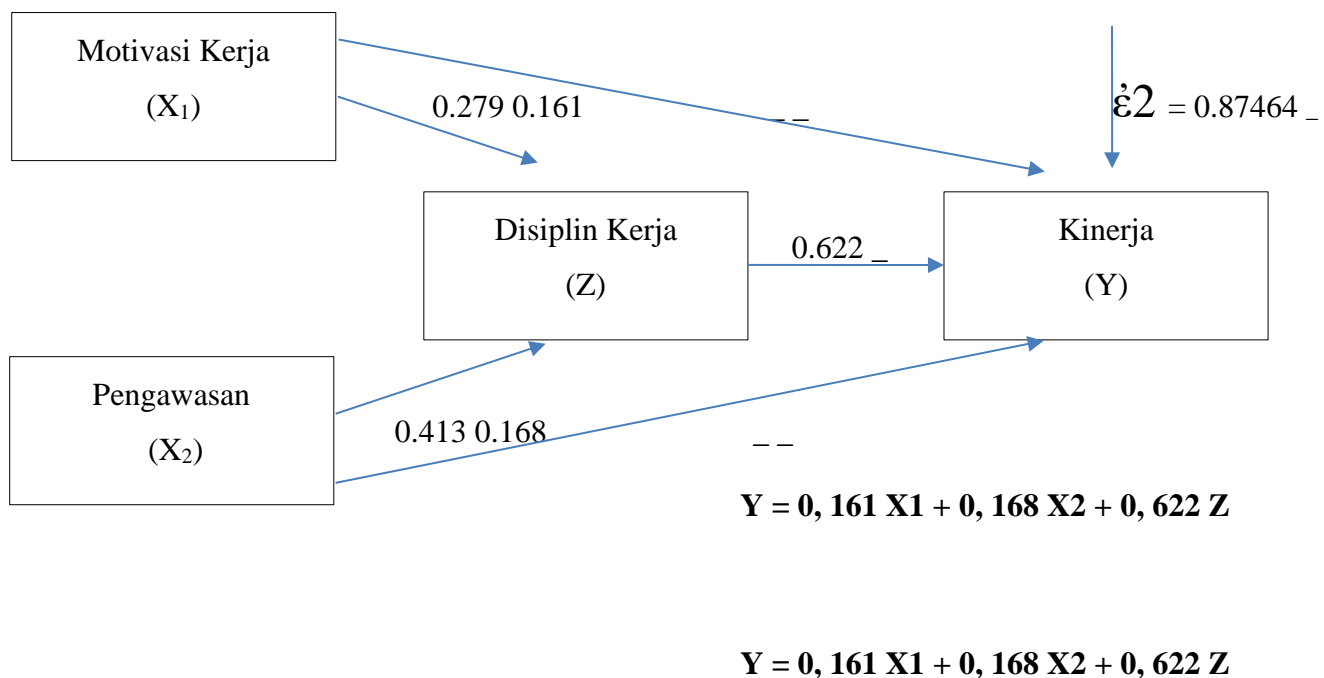 Motivasi Kerja
(X₁)
0.279 0.161
_ _
ἐ2 = 0.87464 _
Disiplin Kerja
(Z)
0.622 _
Kinerja
(Y)
Pengawasan
(X₂)
0.413 0.168
_ _
Y = 0, 161 X1 + 0, 168 X2 + 0, 622 Z
Y = 0, 161 X1 + 0, 168 X2 + 0, 622 Z